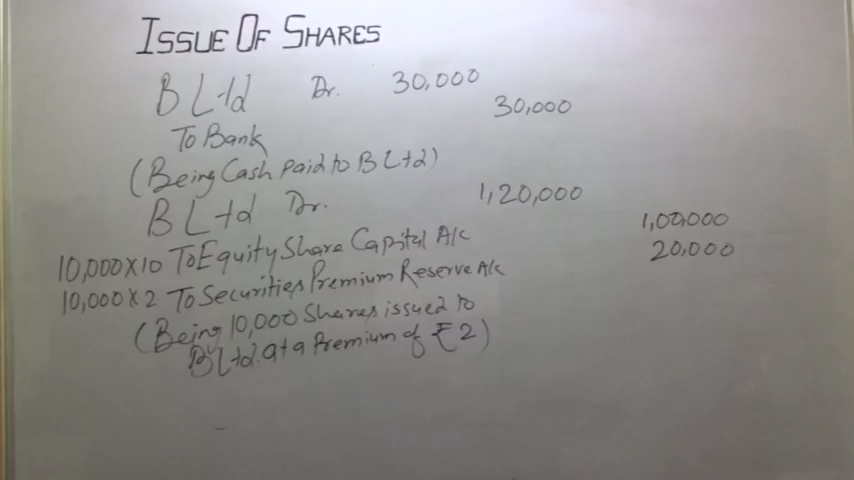 ISSUE OF SHARES
B Ltd Dr. 30,000
To Bank 30,000
(Being Cash Paid to B Ltd)
B Ltd Dr. 1,20,000
10,000x10 To Equity Share Capital A/c 1,00,000
10,000x2 To Securities Premium Reserve A/c 20,000
(Being 10,000 Shares issued to
B Ltd. at a Premium of ₹2)